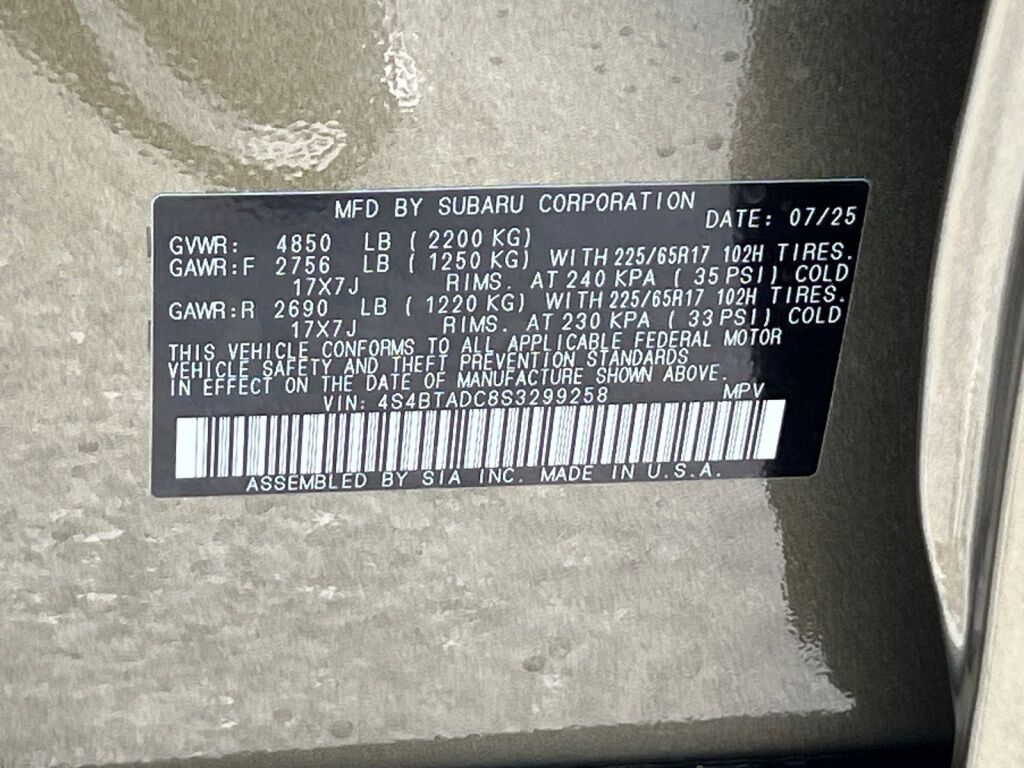 MFD BY SUBARU CORPORATION
DATE: 07/25
GVWR: 4850 LB ( 2200 KG)
GAWR:F 2756 LB ( 1250 KG) WITH 225/65R17 102H TIRES.
17X7J RIMS. AT 240 KPA ( 35 PSI) COLD
GAWR:R 2690 LB ( 1220 KG) WITH 225/65R17 102H TIRES.
17X7J RIMS. AT 230 KPA ( 33 PSI) COLD
THIS VEHICLE CONFORMS TO ALL APPLICABLE FEDERAL MOTOR
VEHICLE SAFETY AND THEFT PREVENTION STANDARDS
IN EFFECT ON THE DATE OF MANUFACTURE SHOWN ABOVE.
VIN: 4S4BTADC8S3299258 MPV
ASSEMBLED BY SIA INC. MADE IN U.S.A.